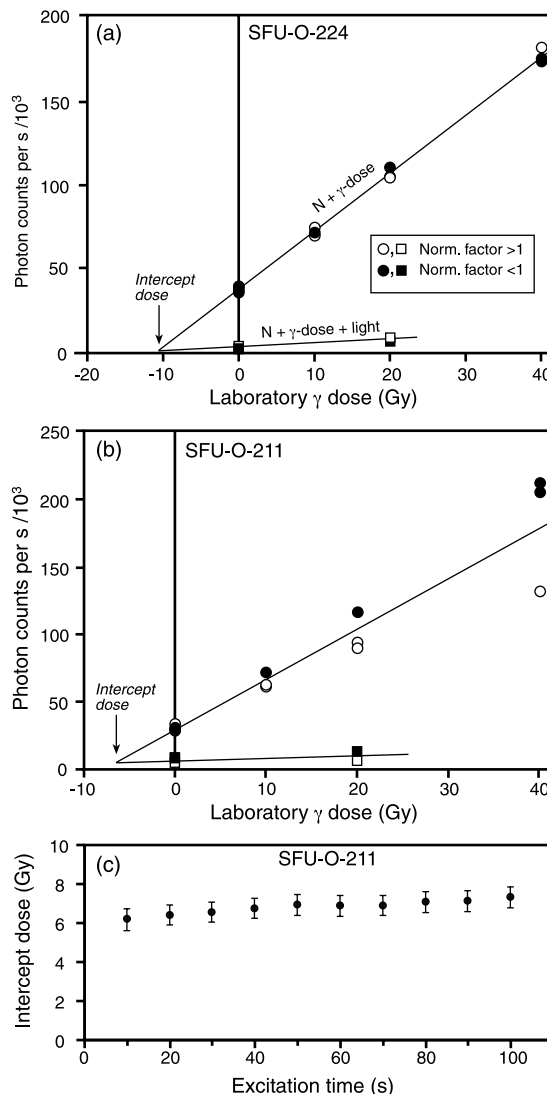 (a)
SFU-O-224
Photon counts per s /10³
200
150
100
50
0
N + γ-dose
Norm. factor >1
Norm. factor <1
Intercept
dose
N + γ-dose + light
-20
-10
0
10
20
30
40
Laboratory γ dose (Gy)
(b)
SFU-O-211
Photon counts per s /10³
250
200
150
100
50
0
Intercept
dose
-10
0
10
20
30
40
Laboratory γ dose (Gy)
(c)
SFU-O-211
Intercept dose (Gy)
10
8
6
4
2
0
0
20
40
60
80
100
Excitation time (s)